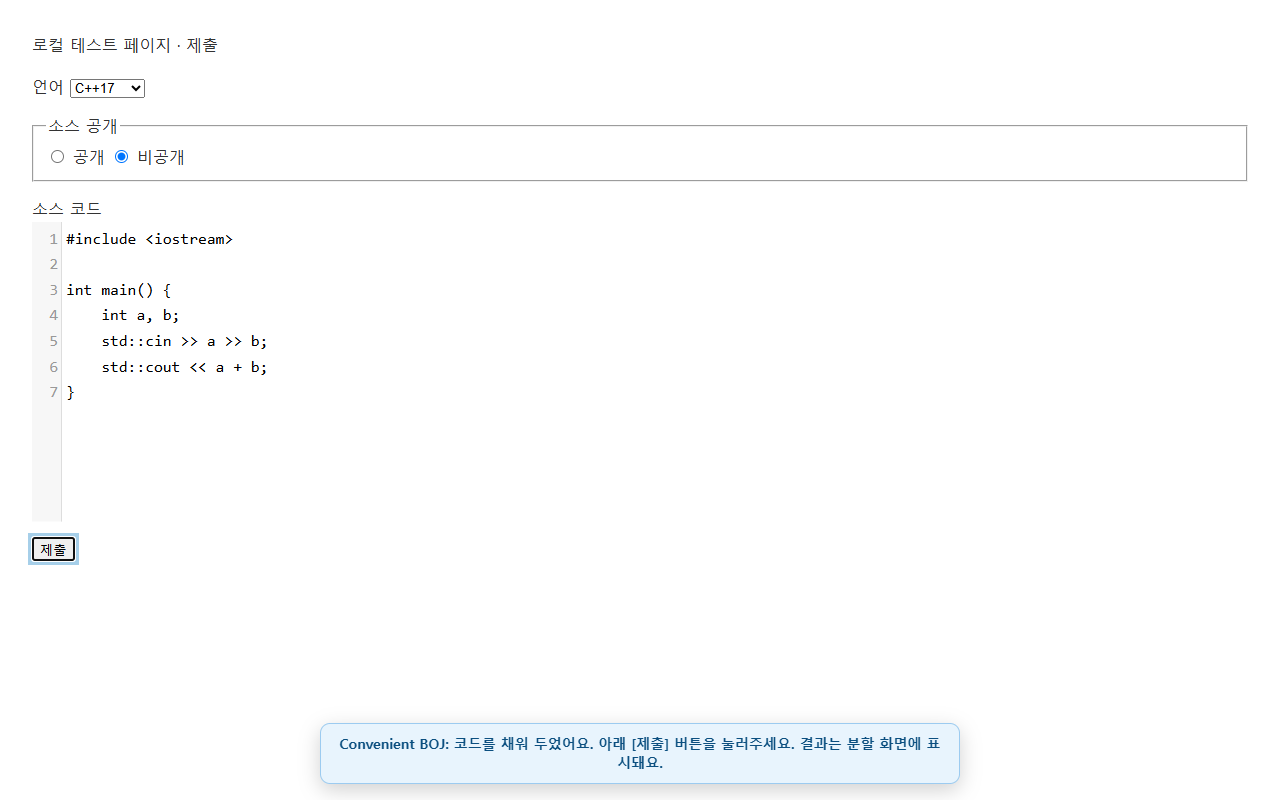 로컬 테스트 페이지 · 제출
언어 C++17
소스 공개
공개 비공개
소스 코드
1 #include <iostream>
2
3 int main() {
4     int a, b;
5     std::cin >> a >> b;
6     std::cout << a + b;
7 }
제출
Convenient BOJ: 코드를 채워 두었어요. 아래 [제출] 버튼을 눌러주세요. 결과는 분할 화면에 표
시돼요.